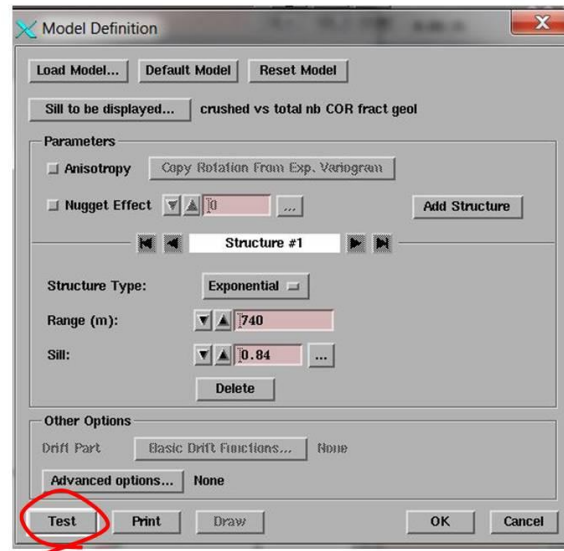 Model Definition
Load Model... Default Model Reset Model
Sill to be displayed... crushed vs total nb COR fract geol
Parameters
Anisotropy Copy Rotation From Exp. Variogram
Nugget Effect 0 ... Add Structure
Structure #1
Structure Type: Exponential
Range (m): 740
Sill: 0.84 ...
Delete
Other Options
Drift Part Basic Drift Functions... None
Advanced options... None
Test Print Draw OK Cancel